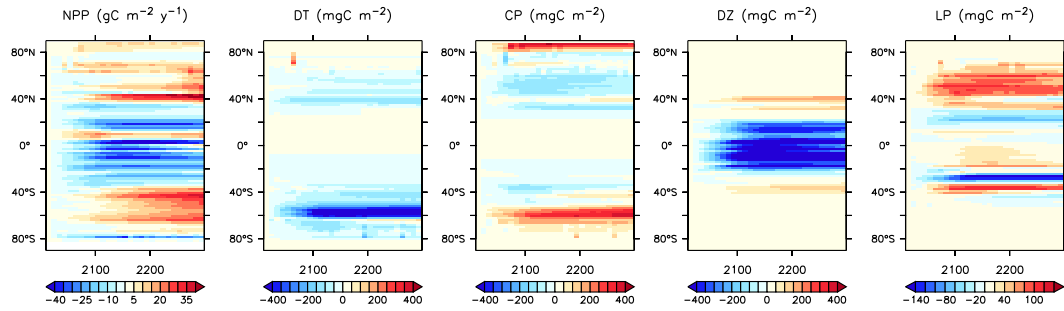 NPP (gC m⁻² y⁻¹)
DT (mgC m⁻²)
CP (mgC m⁻²)
DZ (mgC m⁻²)
LP (mgC m⁻²)
80°N 80°N 80°N 80°N 80°N
40°N 40°N 40°N 40°N 40°N
0° 0° 0° 0° 0°
40°S 40°S 40°S 40°S 40°S
80°S 80°S 80°S 80°S 80°S
2100 2200 2100 2200 2100 2200 2100 2200 2100 2200
−40 −25 −10 5 20 35
−400 −200 0 200 400
−400 −200 0 200 400
−400 −200 0 200 400
−140 −80 −20 40 100